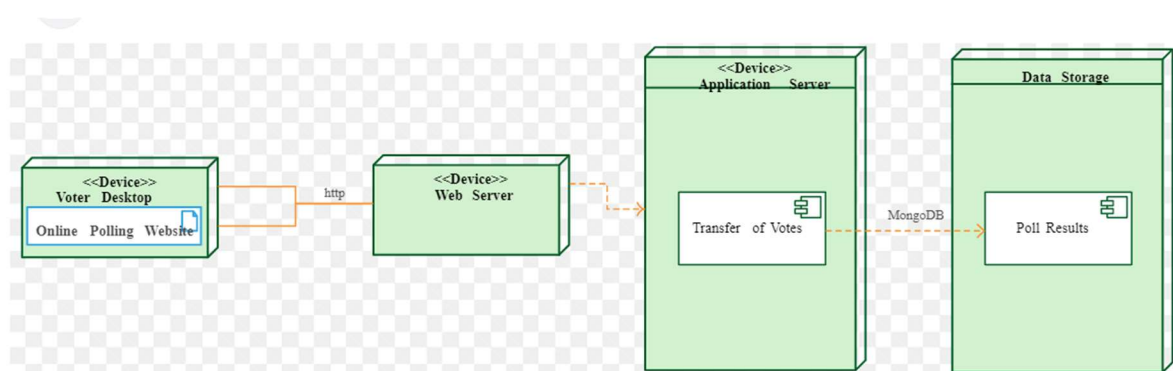 <<Device>>
Voter Desktop
Online Polling Website
http
<<Device>>
Web Server
<<Device>>
Application Server
Transfer of Votes
MongoDB
Data Storage
Poll Results